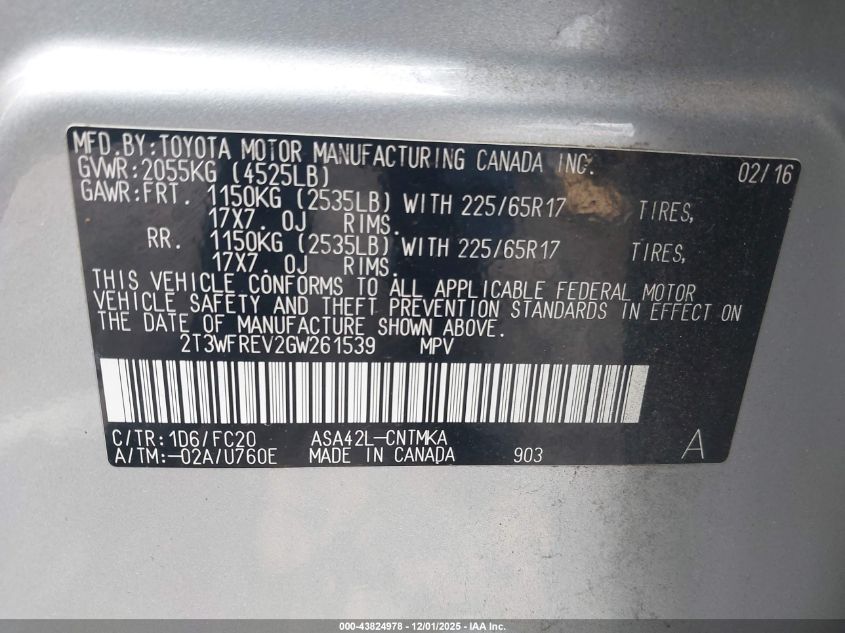 MFD.BY:TOYOTA MOTOR MANUFACTURING CANADA INC. 02/16
GVWR:2055KG (4525LB)
GAWR:FRT. 1150KG (2535LB) WITH 225/65R17 TIRES,
17X7.0J RIMS.
RR. 1150KG (2535LB) WITH 225/65R17 TIRES,
17X7.0J RIMS.
THIS VEHICLE CONFORMS TO ALL APPLICABLE FEDERAL MOTOR
VEHICLE SAFETY AND THEFT PREVENTION STANDARDS IN EFFECT ON
THE DATE OF MANUFACTURE SHOWN ABOVE.
2T3WFREV2GW261539 MPV
C/TR:1D6/FC20 ASA42L-CNTMKA
A/TM:-02A/U760E MADE IN CANADA 903 A
000-43824978 - 12/01/2025 - IAA Inc.